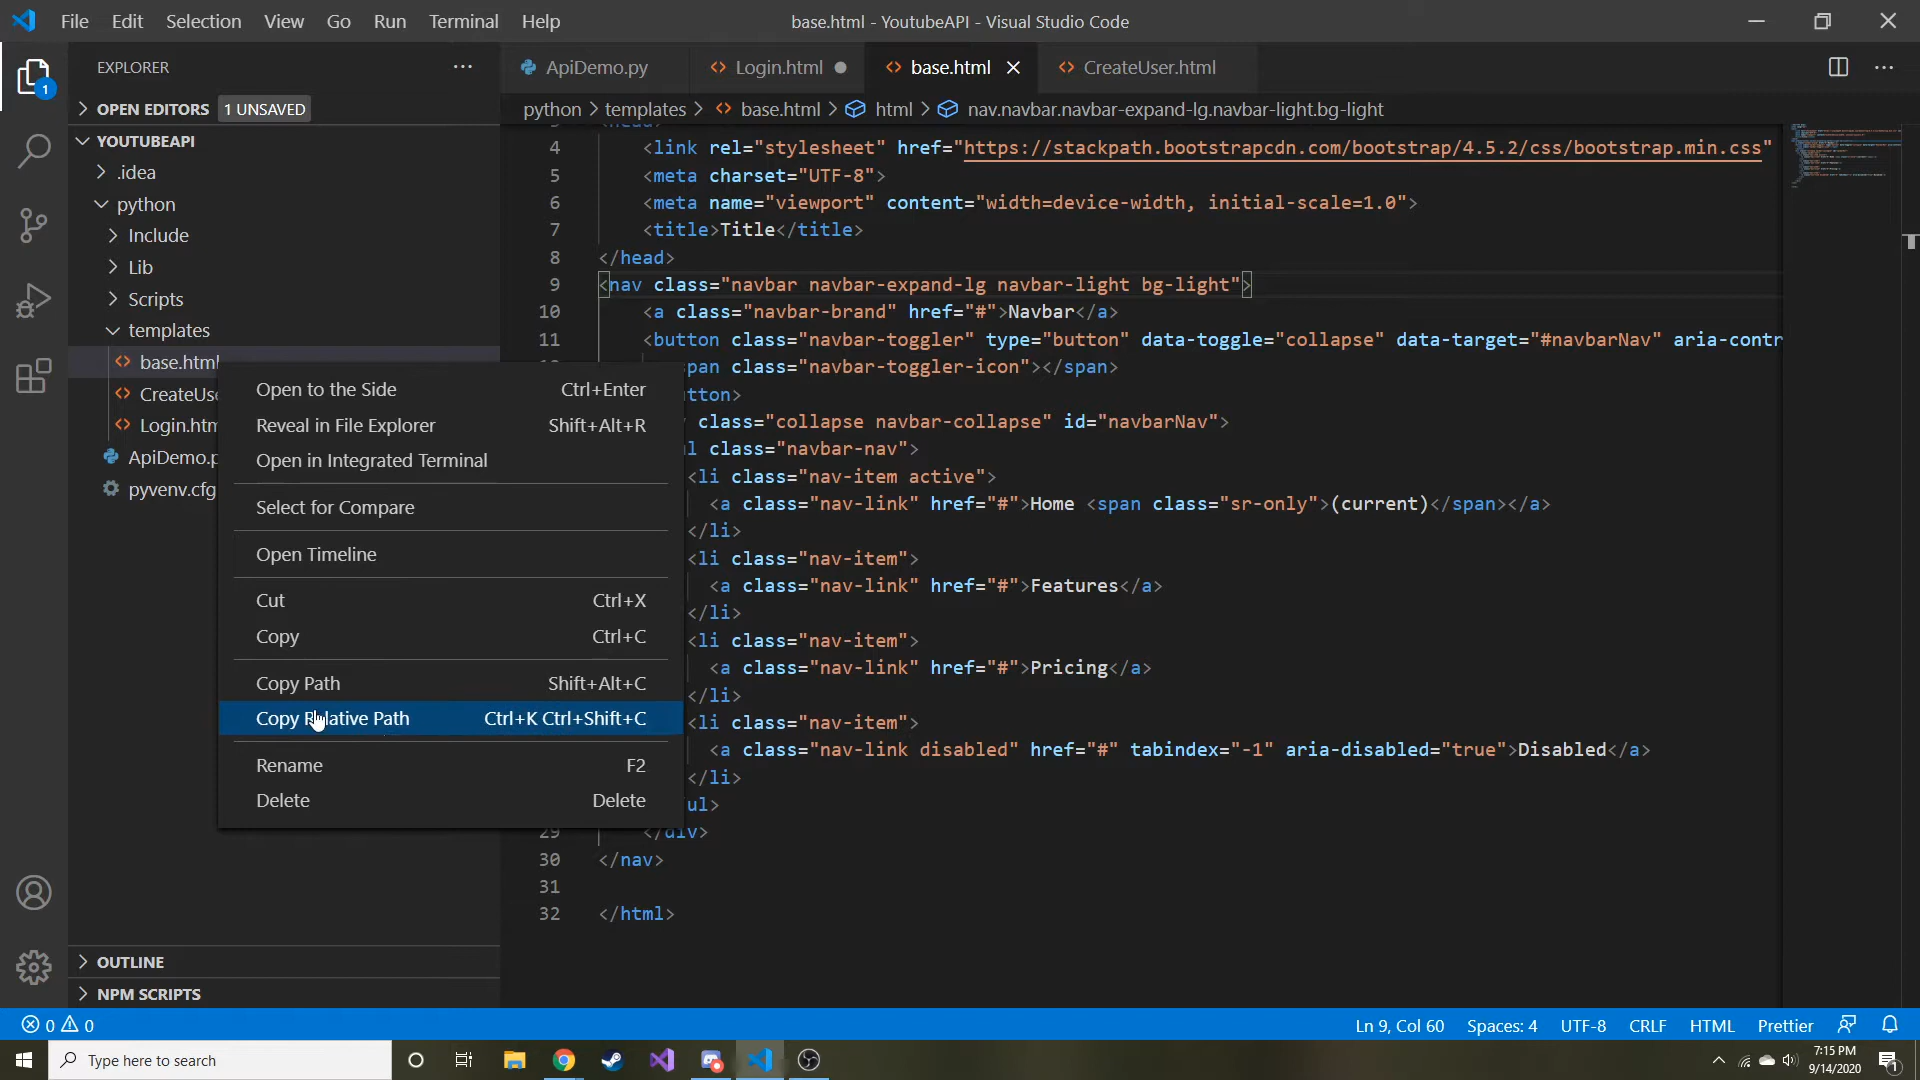 File Edit Selection View Go Run Terminal Help
base.html - YoutubeAPI - Visual Studio Code
EXPLORER
ApiDemo.py
Login.html
base.html
CreateUser.html
OPEN EDITORS 1 UNSAVED
python > templates > base.html > html > nav.navbar.navbar-expand-lg.navbar-light.bg-light
1
YOUTUBEAPI
.idea
python
Include
Lib
Scripts
templates
base.html
CreateUse
Login.htm
ApiDemo.p
pyvenv.cfg
4 <link rel="stylesheet" href="https://stackpath.bootstrapcdn.com/bootstrap/4.5.2/css/bootstrap.min.css"
5 <meta charset="UTF-8">
6 <meta name="viewport" content="width=device-width, initial-scale=1.0">
7 <title>Title</title>
8 </head>
9 <nav class="navbar navbar-expand-lg navbar-light bg-light">
10 <a class="navbar-brand" href="#">Navbar</a>
11 <button class="navbar-toggler" type="button" data-toggle="collapse" data-target="#navbarNav" aria-contr
pan class="navbar-toggler-icon"></span>
tton>
class="collapse navbar-collapse" id="navbarNav">
l class="navbar-nav">
<li class="nav-item active">
<a class="nav-link" href="#">Home <span class="sr-only">(current)</span></a>
</li>
<li class="nav-item">
<a class="nav-link" href="#">Features</a>
</li>
<li class="nav-item">
<a class="nav-link" href="#">Pricing</a>
</li>
<li class="nav-item">
<a class="nav-link disabled" href="#" tabindex="-1" aria-disabled="true">Disabled</a>
</li>
ul>
29 </div>
30 </nav>
31
32 </html>
Open to the Side Ctrl+Enter
Reveal in File Explorer Shift+Alt+R
Open in Integrated Terminal
Select for Compare
Open Timeline
Cut Ctrl+X
Copy Ctrl+C
Copy Path Shift+Alt+C
Copy Relative Path Ctrl+K Ctrl+Shift+C
Rename F2
Delete Delete
OUTLINE
NPM SCRIPTS
0 0
Ln 9, Col 60 Spaces: 4 UTF-8 CRLF HTML Prettier
Type here to search
7:15 PM
9/14/2020
1